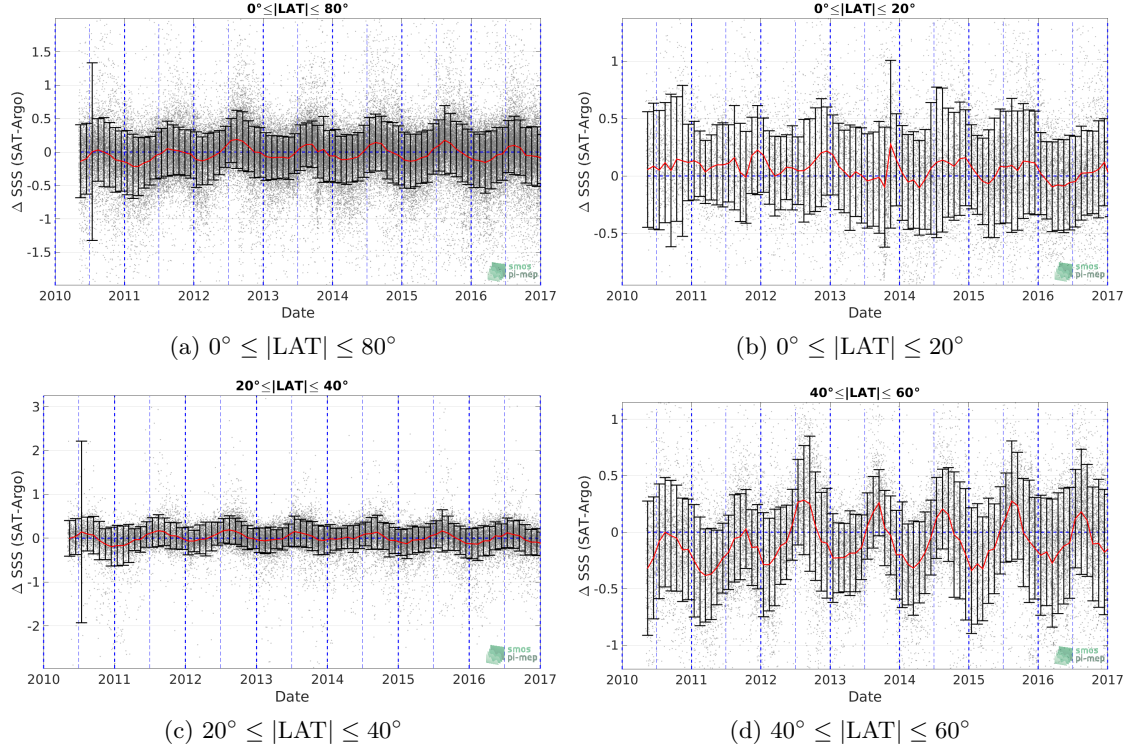 0°≤|LAT|≤ 80°
Δ SSS (SAT-Argo)
1.5
1
0.5
0
-0.5
-1
-1.5
smos
pi-mep
2010 2011 2012 2013 2014 2015 2016 2017
Date
(a) 0° ≤ |LAT| ≤ 80°
0°≤|LAT|≤ 20°
Δ SSS (SAT-Argo)
1
0.5
0
-0.5
smos
pi-mep
2010 2011 2012 2013 2014 2015 2016 2017
Date
(b) 0° ≤ |LAT| ≤ 20°
20°≤|LAT|≤ 40°
Δ SSS (SAT-Argo)
3
2
1
0
-1
-2
smos
pi-mep
2010 2011 2012 2013 2014 2015 2016 2017
Date
(c) 20° ≤ |LAT| ≤ 40°
40°≤|LAT|≤ 60°
Δ SSS (SAT-Argo)
1
0.5
0
-0.5
-1
smos
pi-mep
2010 2011 2012 2013 2014 2015 2016 2017
Date
(d) 40° ≤ |LAT| ≤ 60°